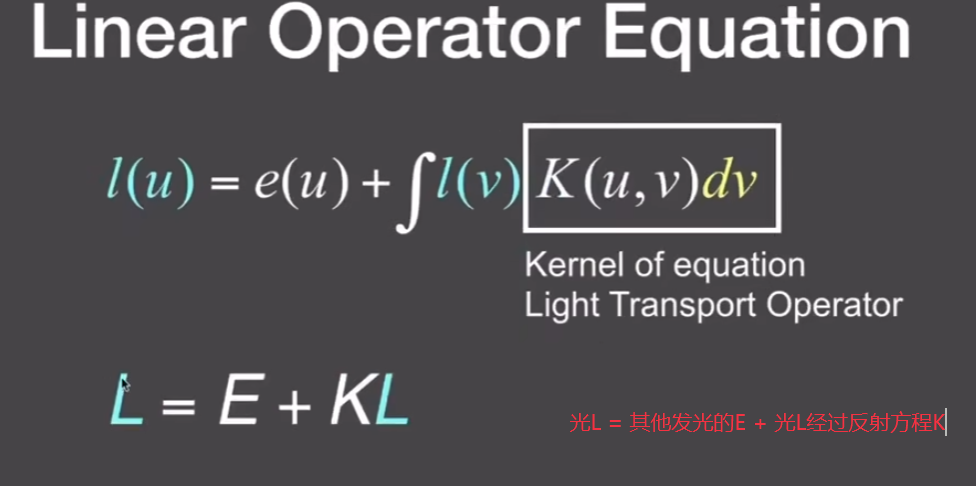 Linear Operator Equation
l(u) = e(u) + ∫l(v) K(u, v)dv
Kernel of equation
Light Transport Operator
L = E + KL
光L = 其他发光的E + 光L经过反射方程K